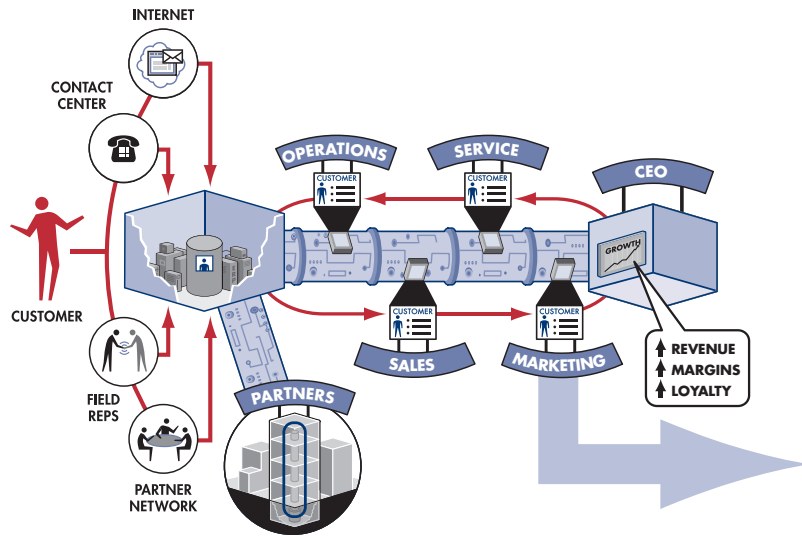 INTERNET
CONTACT
CENTER
CUSTOMER
FIELD
REPS
PARTNER
NETWORK
OPERATIONS
CUSTOMER
SERVICE
CUSTOMER
CEO
GROWTH
CUSTOMER
SALES
CUSTOMER
MARKETING
REVENUE
MARGINS
LOYALTY
PARTNERS